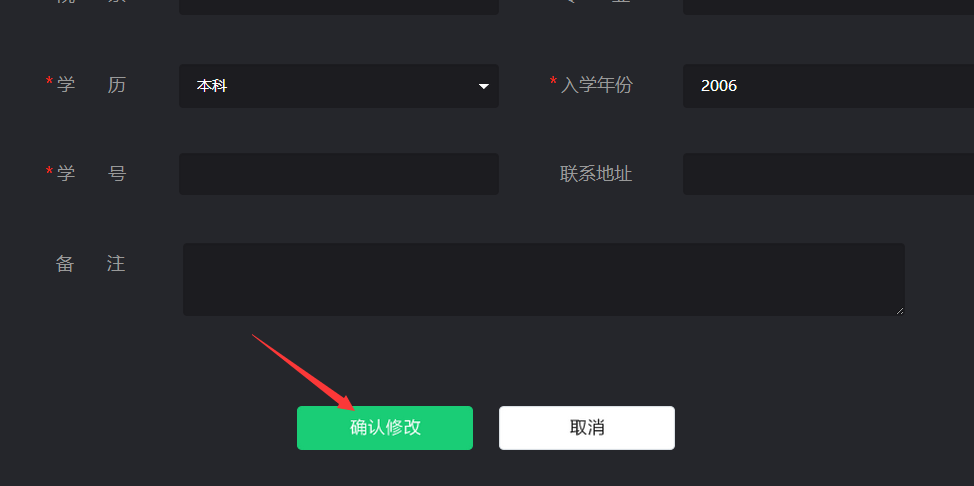 * 学 历 本科 * 入学年份 2006
* 学 号 联系地址
备 注
确认修改 取消